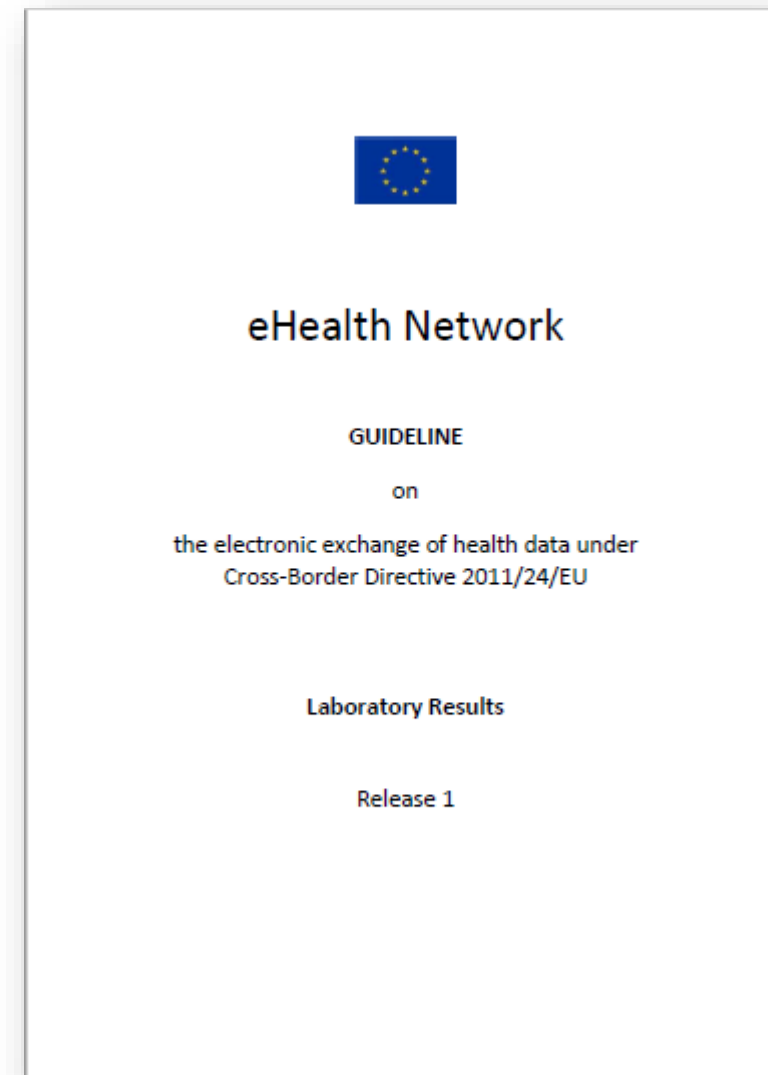 eHealth Network
GUIDELINE
on
the electronic exchange of health data under
Cross-Border Directive 2011/24/EU
Laboratory Results
Release 1